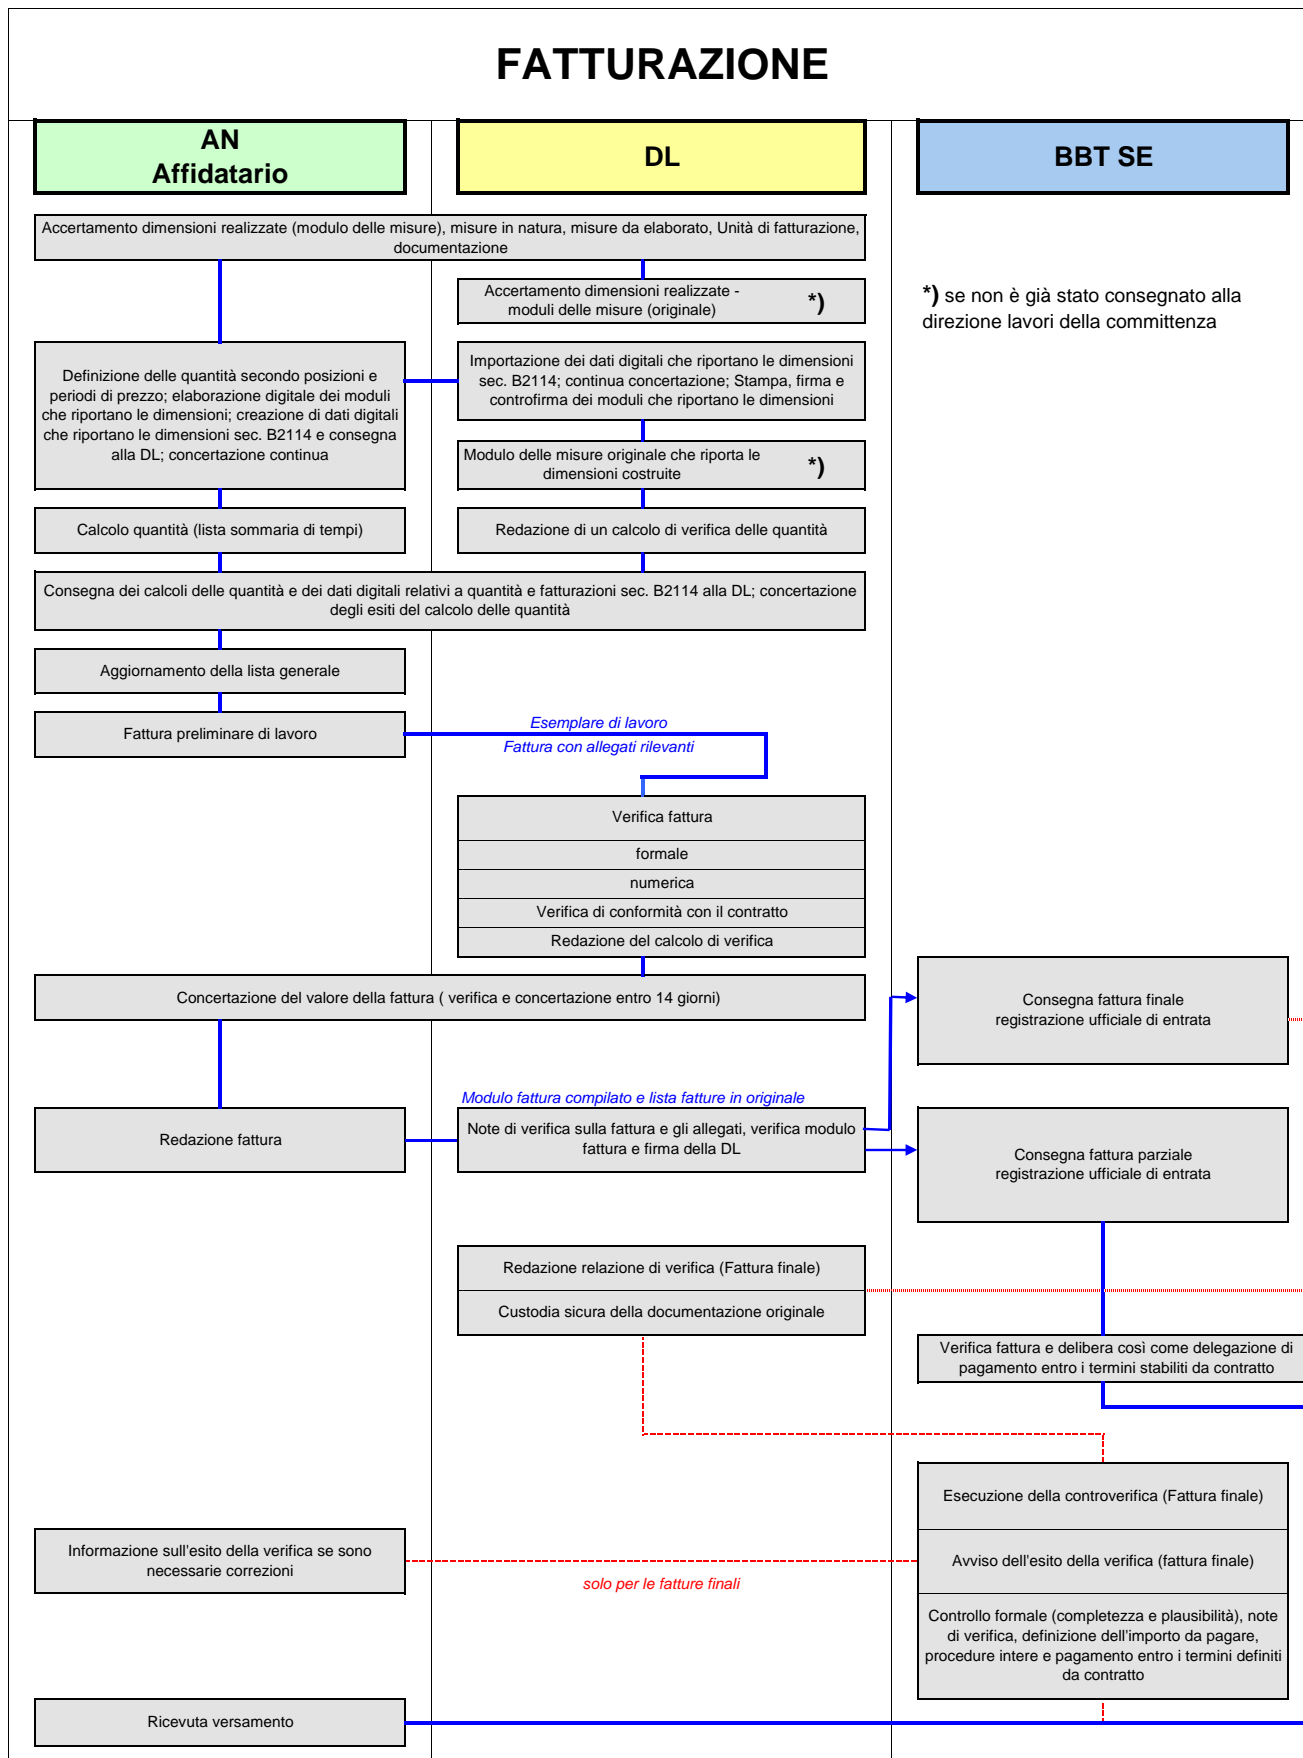 FATTURAZIONE
AN
Affidatario
DL
BBT SE
Accertamento dimensioni realizzate (modulo delle misure), misure in natura, misure da elaborato, Unità di fatturazione,
documentazione
Accertamento dimensioni realizzate -
moduli delle misure (originale)
*)
*) se non è già stato consegnato alla
direzione lavori della committenza
Definizione delle quantità secondo posizioni e
periodi di prezzo; elaborazione digitale dei moduli
che riportano le dimensioni; creazione di dati digitali
che riportano le dimensioni sec. B2114 e consegna
alla DL; concertazione continua
Importazione dei dati digitali che riportano le dimensioni
sec. B2114; continua concertazione; Stampa, firma e
controfirma dei moduli che riportano le dimensioni
Modulo delle misure originale che riporta le
dimensioni costruite
*)
Calcolo quantità (lista sommaria di tempi)
Redazione di un calcolo di verifica delle quantità
Consegna dei calcoli delle quantità e dei dati digitali relativi a quantità e fatturazioni sec. B2114 alla DL; concertazione
degli esiti del calcolo delle quantità
Aggiornamento della lista generale
Fattura preliminare di lavoro
Esemplare di lavoro
Fattura con allegati rilevanti
Verifica fattura
formale
numerica
Verifica di conformità con il contratto
Redazione del calcolo di verifica
Concertazione del valore della fattura ( verifica e concertazione entro 14 giorni)
Consegna fattura finale
registrazione ufficiale di entrata
Modulo fattura compilato e lista fatture in originale
Redazione fattura
Note di verifica sulla fattura e gli allegati, verifica modulo
fattura e firma della DL
Consegna fattura parziale
registrazione ufficiale di entrata
Redazione relazione di verifica (Fattura finale)
Custodia sicura della documentazione originale
Verifica fattura e delibera così come delegazione di
pagamento entro i termini stabiliti da contratto
Esecuzione della controverifica (Fattura finale)
Informazione sull'esito della verifica se sono
necessarie correzioni
Avviso dell'esito della verifica (fattura finale)
solo per le fatture finali
Controllo formale (completezza e plausibilità), note
di verifica, definizione dell'importo da pagare,
procedure intere e pagamento entro i termini definiti
da contratto
Ricevuta versamento